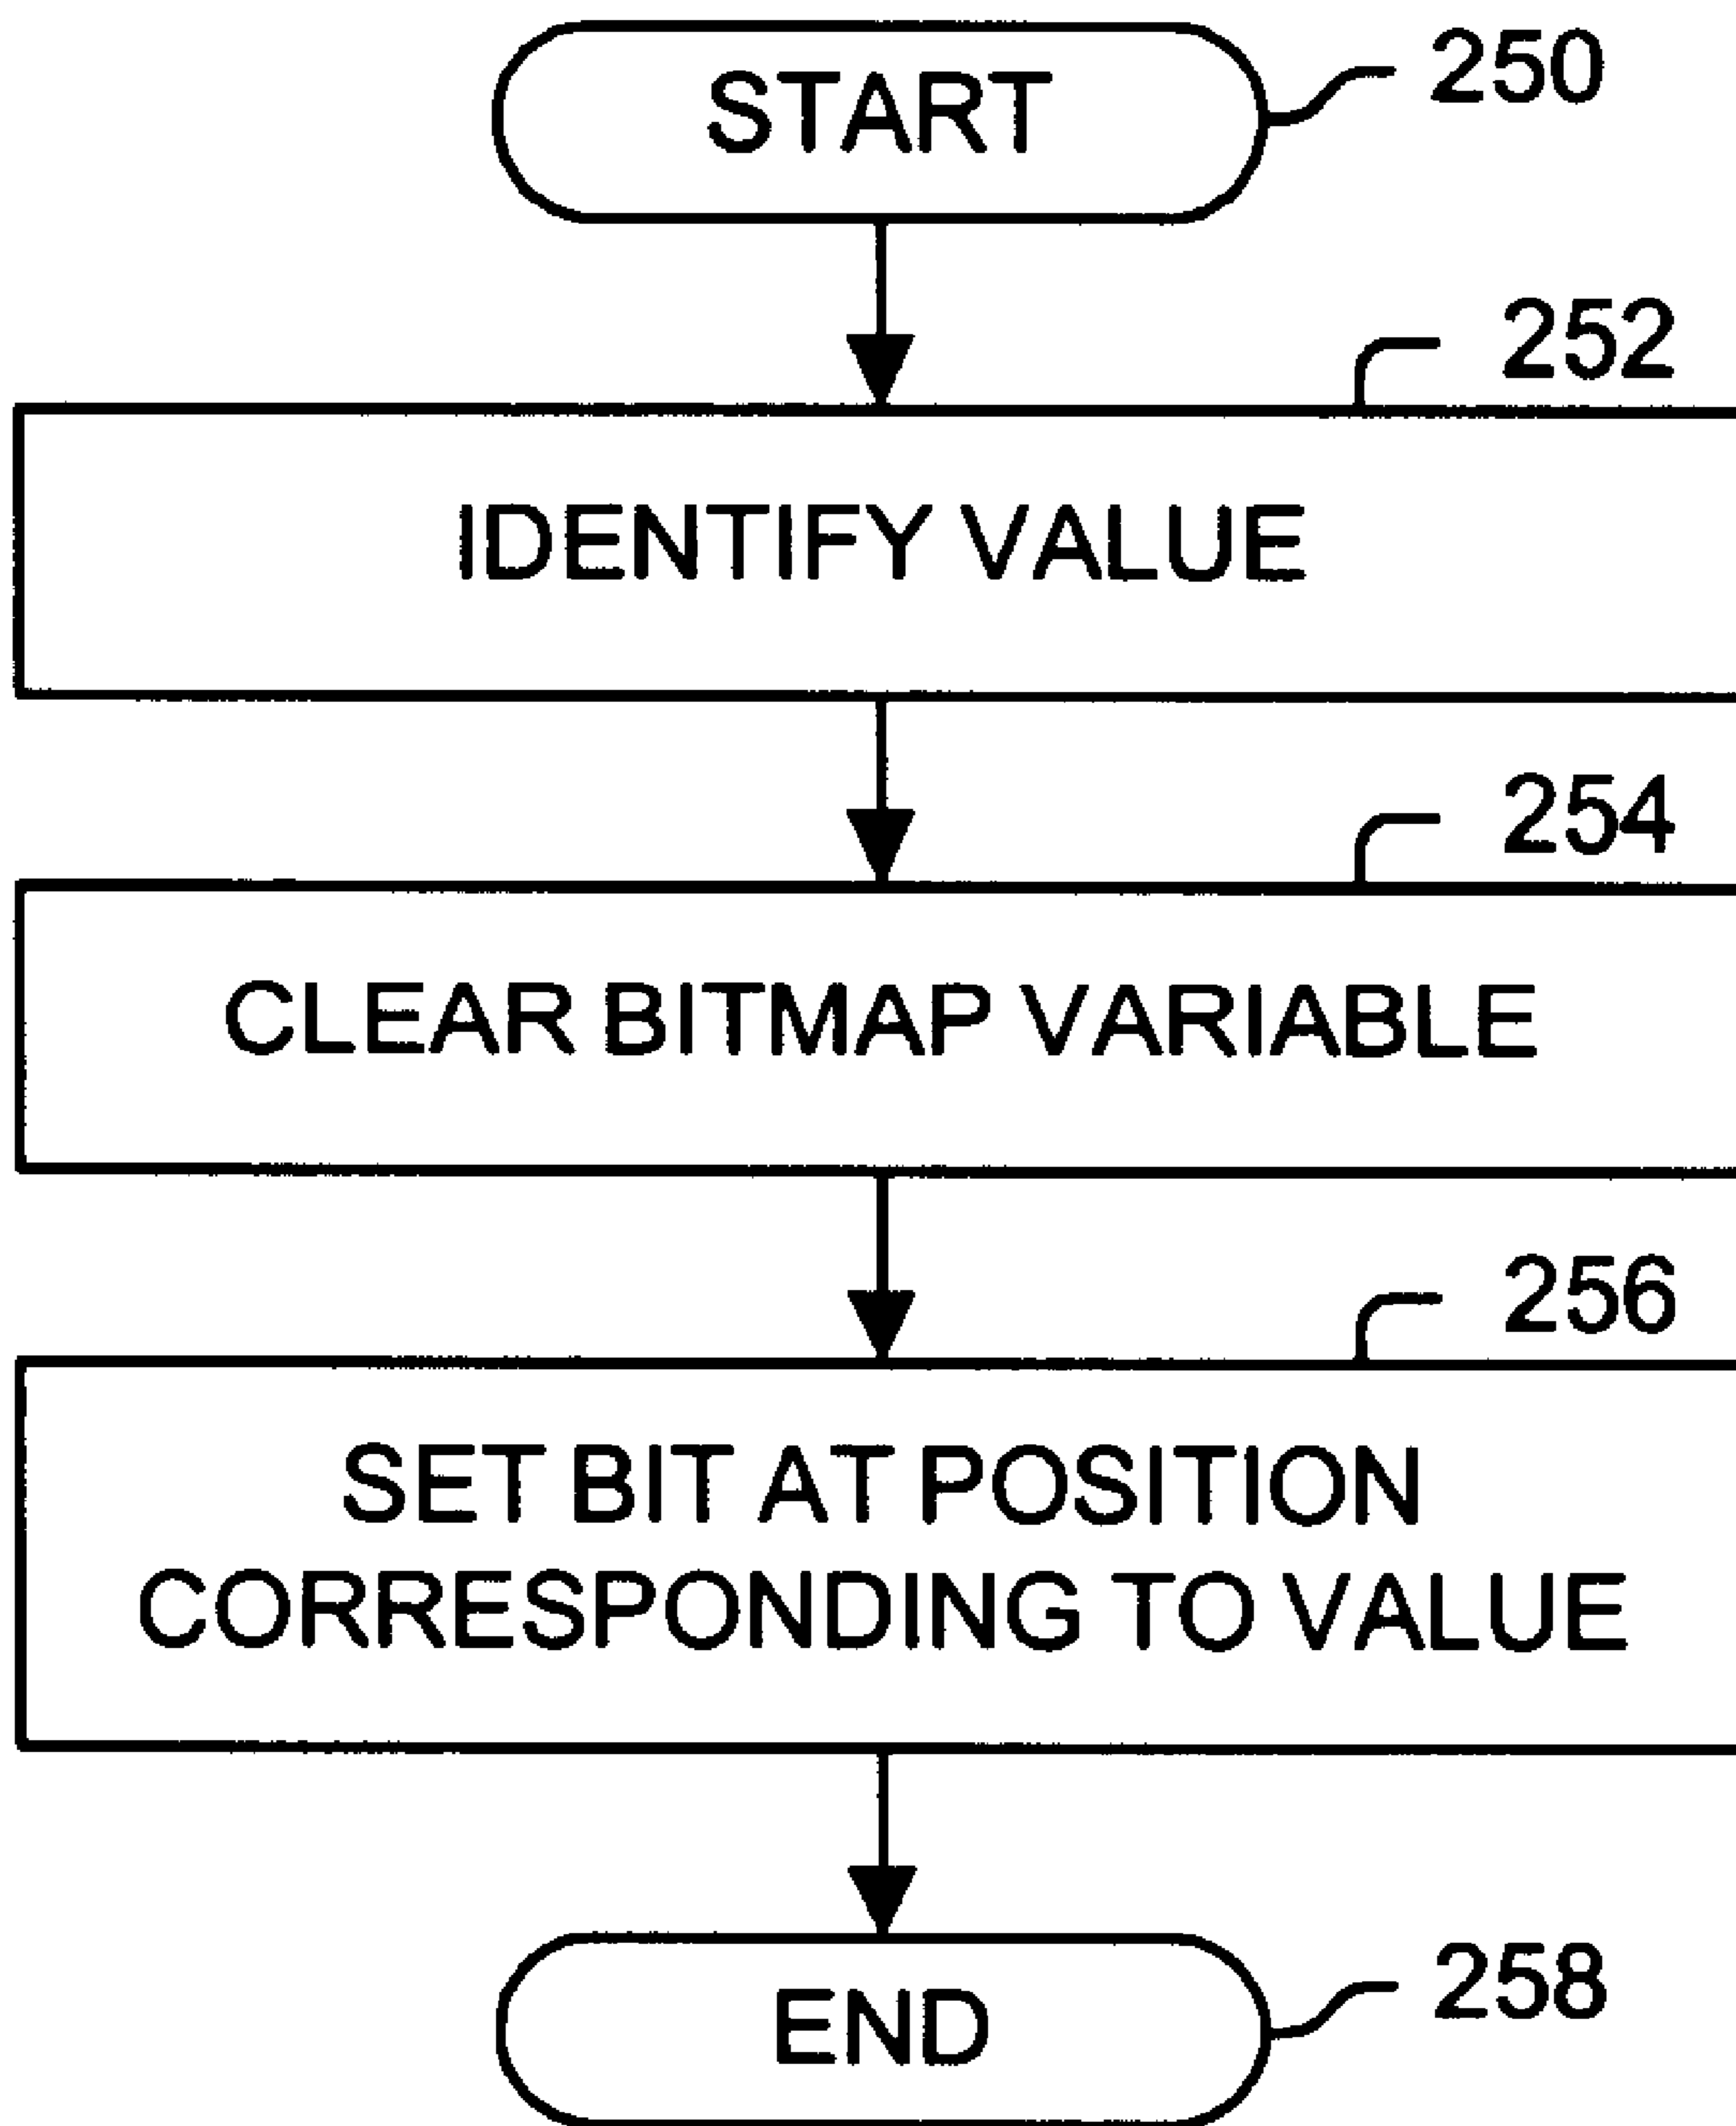 START
250
252
IDENTIFY VALUE
254
CLEAR BITMAP VARIABLE
256
SET BIT AT POSITION
CORRESPONDING TO VALUE
END
258